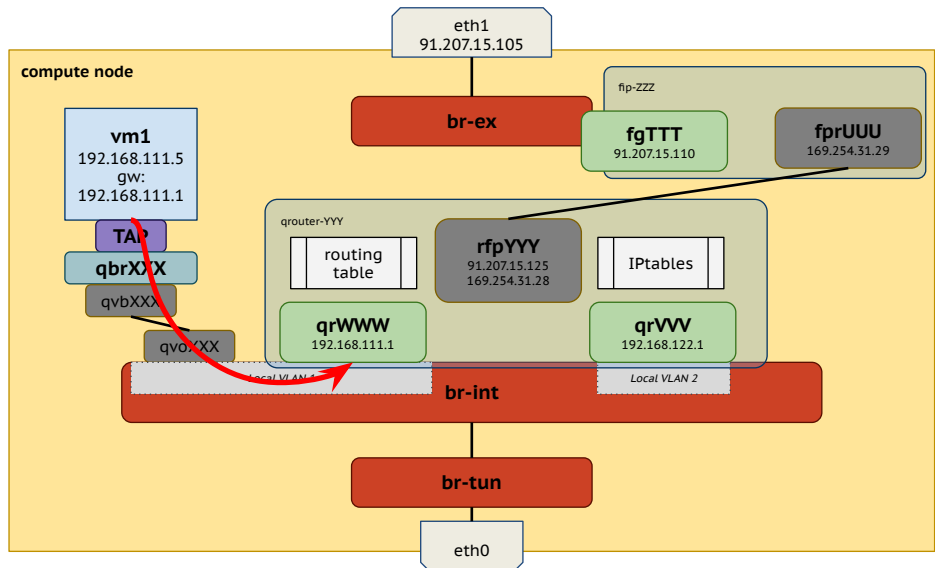 eth1
91.207.15.105
compute node
fip-ZZZ
br-ex
fgTTT
91.207.15.110
fprUUU
169.254.31.29
vm1
192.168.111.5
gw:
192.168.111.1
TAP
qbrXXX
qvbXXX
qvoXXX
qrouter-YYY
routing
table
rfpYYY
91.207.15.125
169.254.31.28
IPtables
qrWWW
192.168.111.1
qrVVV
192.168.122.1
Local VLAN 1
Local VLAN 2
br-int
br-tun
eth0